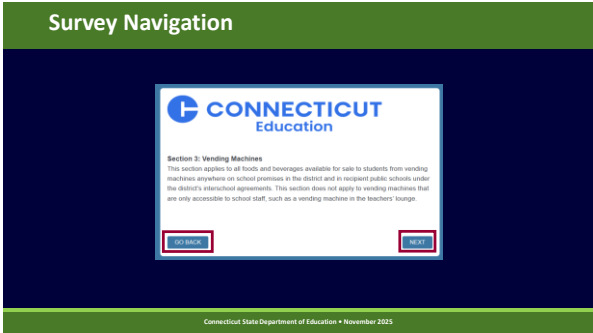 Survey Navigation
CONNECTICUT
Education
Section 3: Vending Machines
This section applies to all foods and beverages available for sale to students from vending
machines anywhere on school premises in the district and in recipient public schools under
the district's interschool agreements. This section does not apply to vending machines that
are only accessible to school staff, such as a vending machine in the teachers' lounge.
GO BACK
NEXT
Connecticut State Department of Education • November 2025